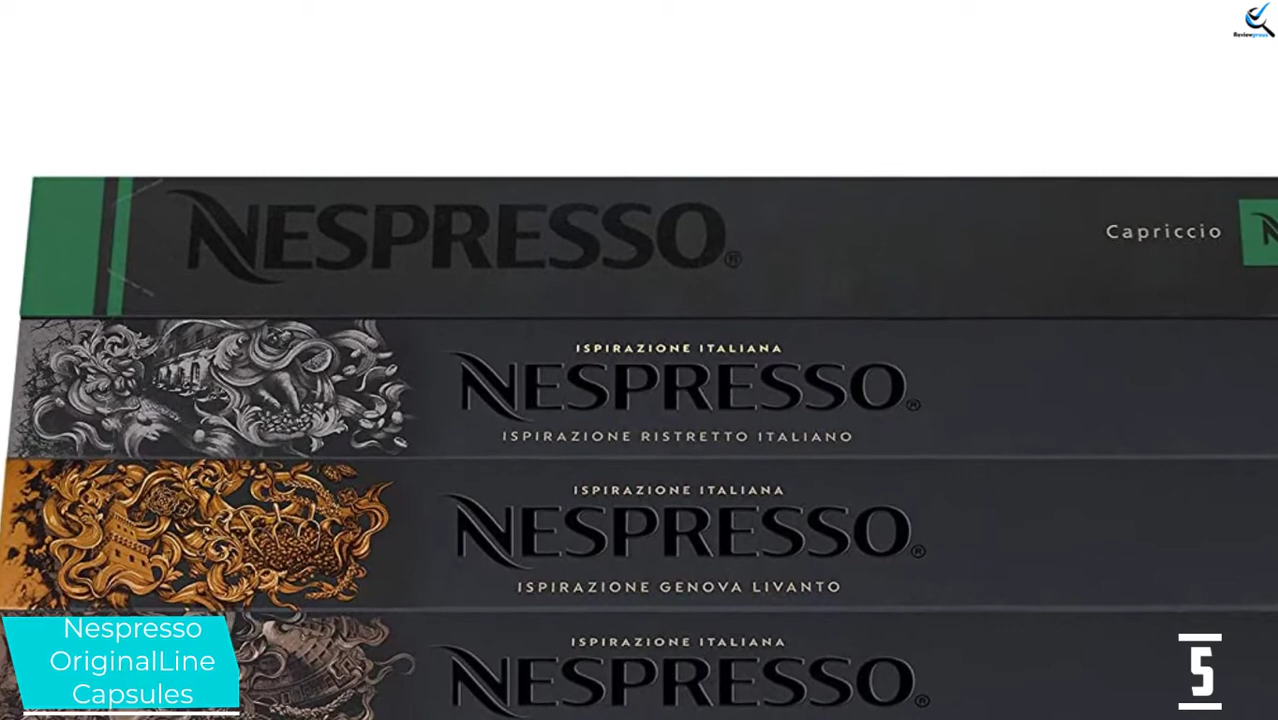 Reviewgrous
NESPRESSO®
Capriccio
ISPIRAZIONE ITALIANA
NESPRESSO®
ISPIRAZIONE RISTRETTO ITALIANO
ISPIRAZIONE ITALIANA
NESPRESSO®
ISPIRAZIONE GENOVA LIVANTO
ISPIRAZIONE ITALIANA
NESPRESSO®
Nespresso
OriginalLine
Capsules
5